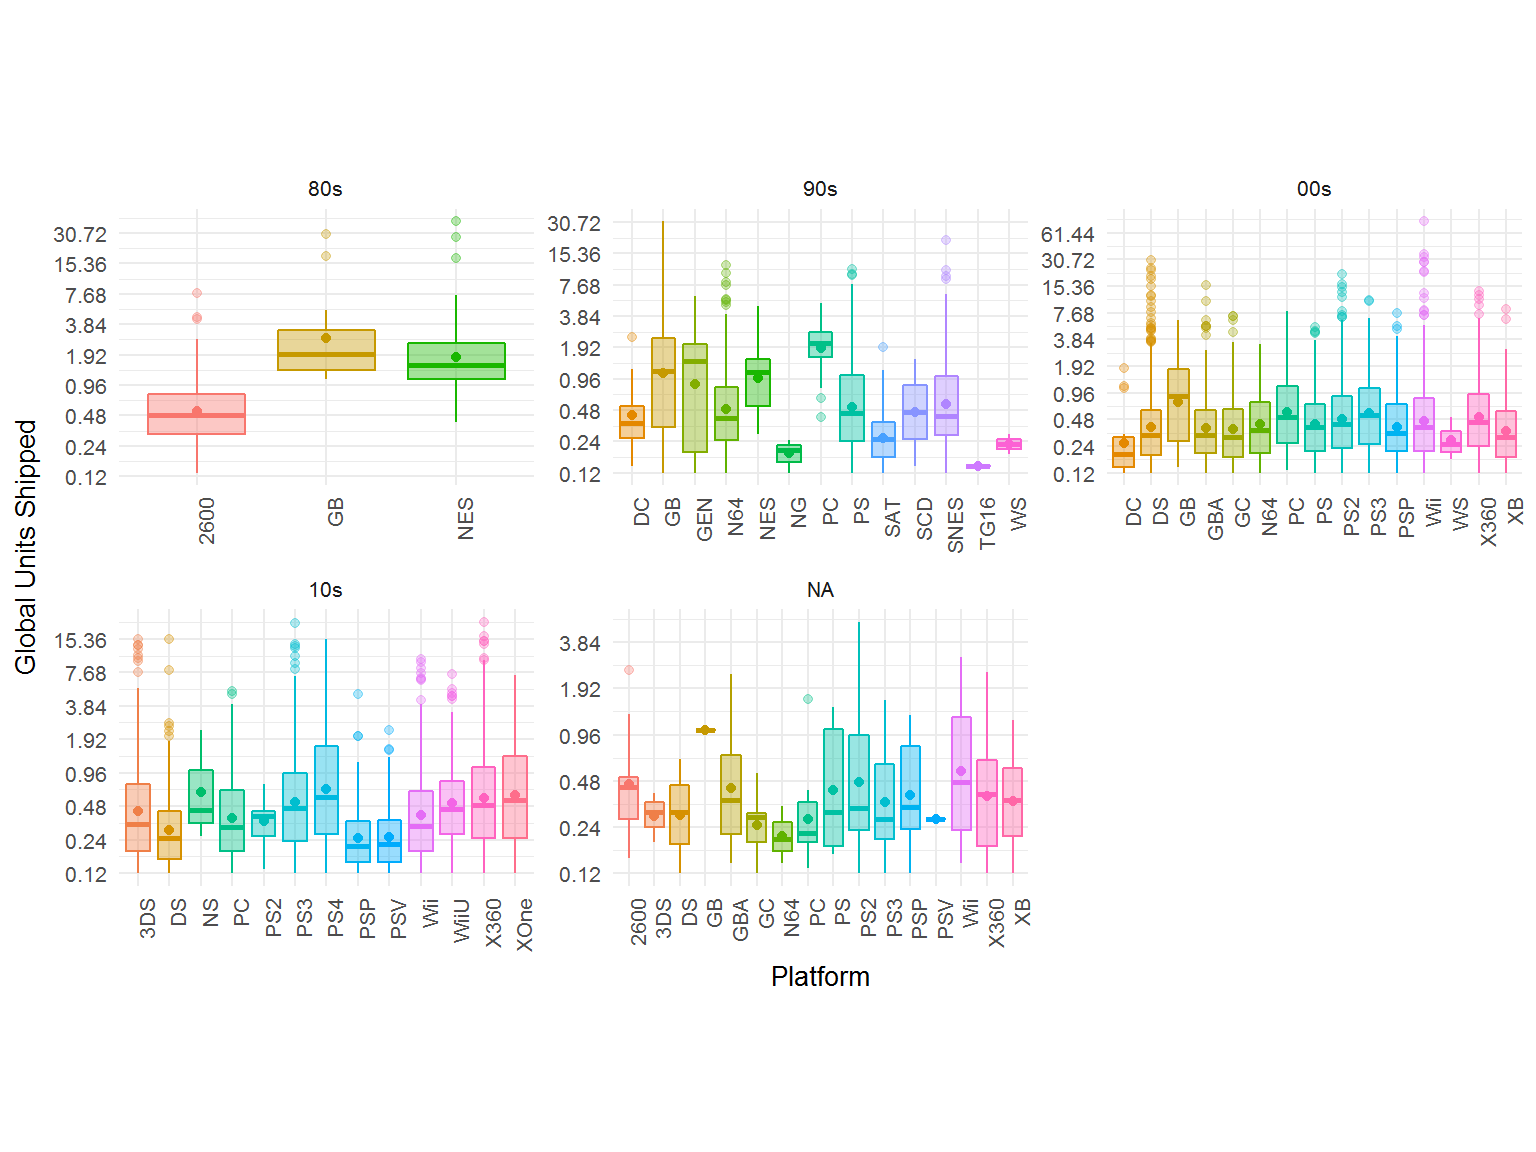 80s
90s
00s
30.72
15.36
7.68
3.84
1.92
0.96
0.48
0.24
0.12
2600
GB
NES
30.72
15.36
7.68
3.84
1.92
0.96
0.48
0.24
0.12
DC
GB
GEN
N64
NES
NG
PC
PS
SAT
SCD
SNES
TG16
WS
61.44
30.72
15.36
7.68
3.84
1.92
0.96
0.48
0.24
0.12
DC
DS
GB
GBA
GC
N64
PC
PS
PS2
PS3
PSP
Wii
WS
X360
XB
Global Units Shipped
10s
NA
15.36
7.68
3.84
1.92
0.96
0.48
0.24
0.12
3DS
DS
NS
PC
PS2
PS3
PS4
PSP
PSV
Wii
WiiU
X360
XOne
3.84
1.92
0.96
0.48
0.24
0.12
2600
3DS
DS
GB
GBA
GC
N64
PC
PS
PS2
PS3
PSP
PSV
Wii
X360
XB
Platform